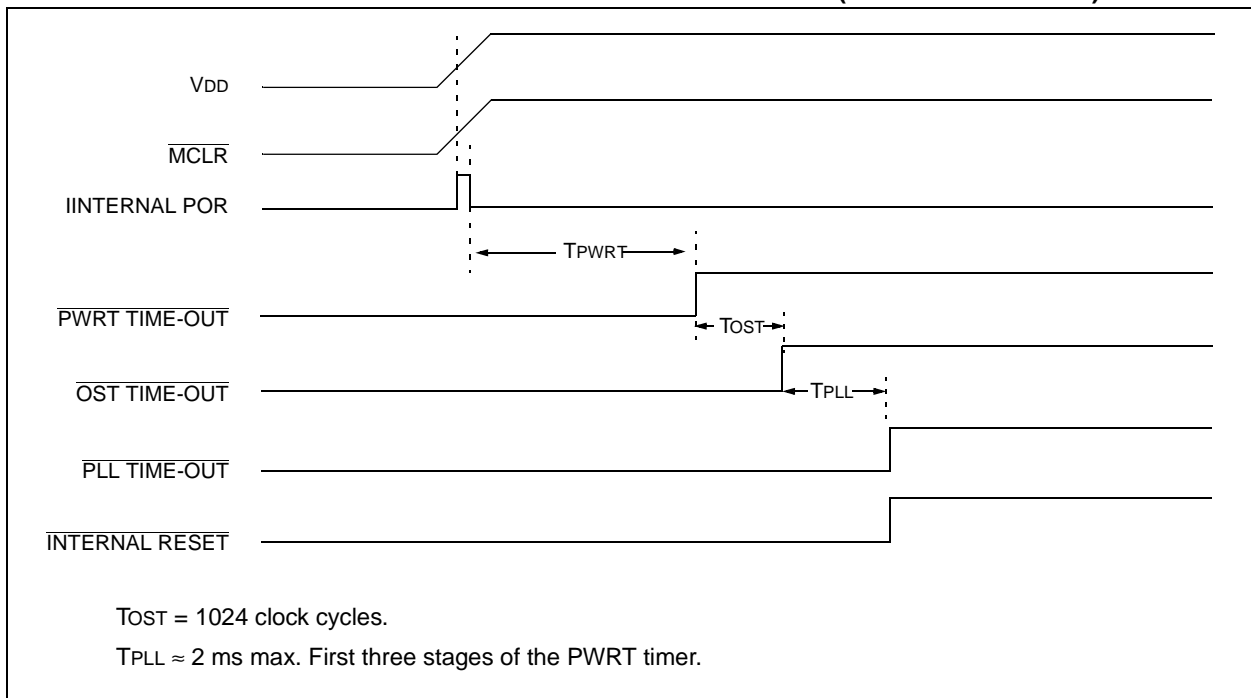 VDD
MCLR
IINTERNAL POR
TPWRT
PWRT TIME-OUT
TOST
OST TIME-OUT
TPLL
PLL TIME-OUT
INTERNAL RESET
TOST = 1024 clock cycles.
TPLL ≈ 2 ms max. First three stages of the PWRT timer.